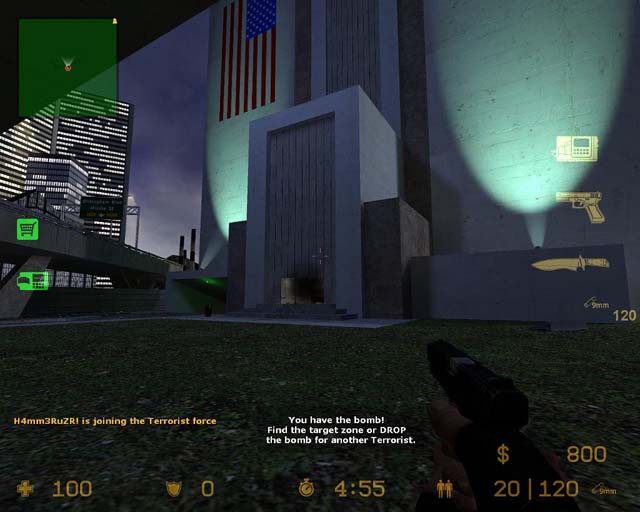 9mm
120
H4mm3RuZR! is joining the Terrorist force
You have the bomb!
Find the target zone or DROP
the bomb for another Terrorist.
$ 800
100
0
4:55
20 | 120
9mm